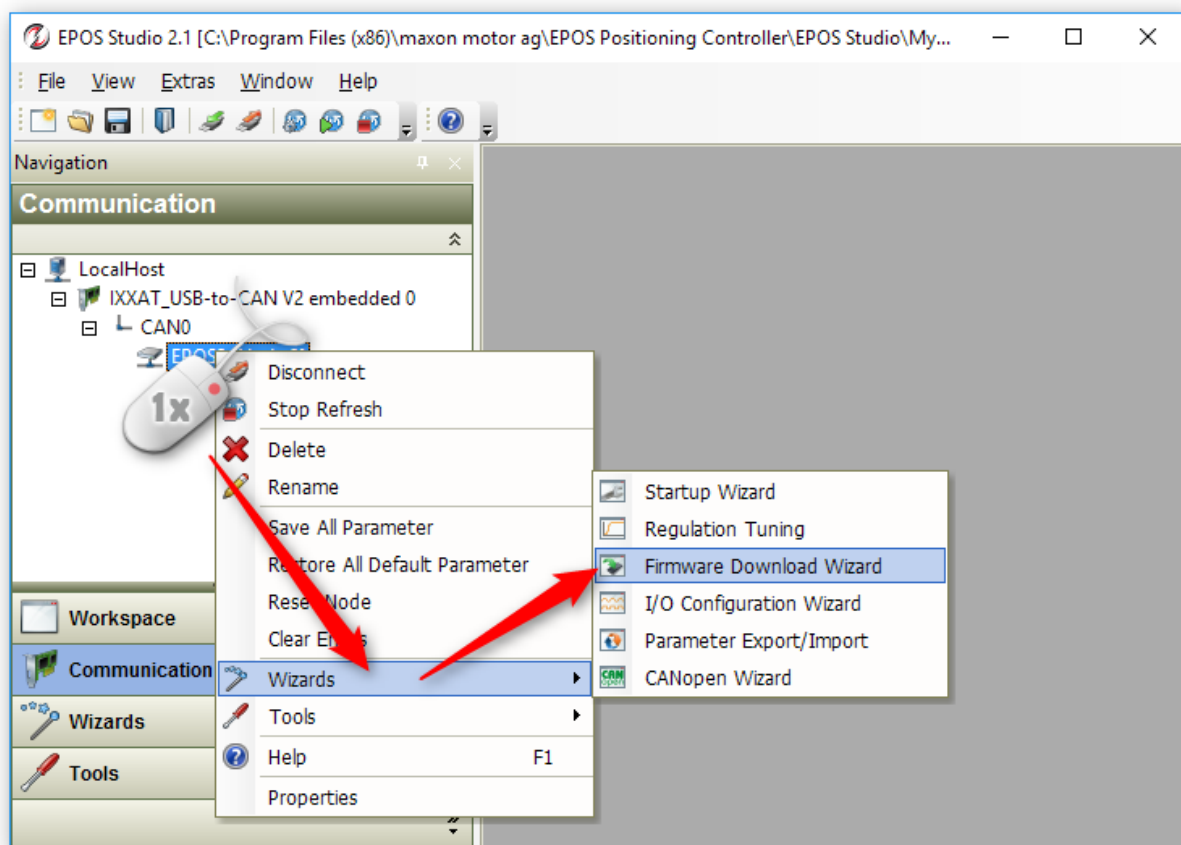 EPOS Studio 2.1 [C:\Program Files (x86)\maxon motor ag\EPOS Positioning Controller\EPOS Studio\My...
File View Extras Window Help
Navigation
Communication
LocalHost
IXXAT_USB-to-CAN V2 embedded 0
CAN0
1x
Disconnect
Stop Refresh
Delete
Rename
Save All Parameter
Restore All Default Parameter
Reset Node
Clear Errors
Wizards
Tools
Help F1
Properties
Startup Wizard
Regulation Tuning
Firmware Download Wizard
I/O Configuration Wizard
Parameter Export/Import
CANopen Wizard
Workspace
Communication
Wizards
Tools